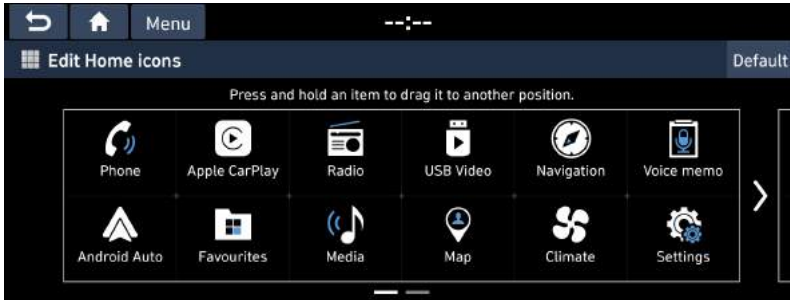 Menu
--:--
Edit Home icons
Default
Press and hold an item to drag it to another position.
Phone
Apple CarPlay
Radio
USB Video
Navigation
Voice memo
Android Auto
Favourites
Media
Map
Climate
Settings